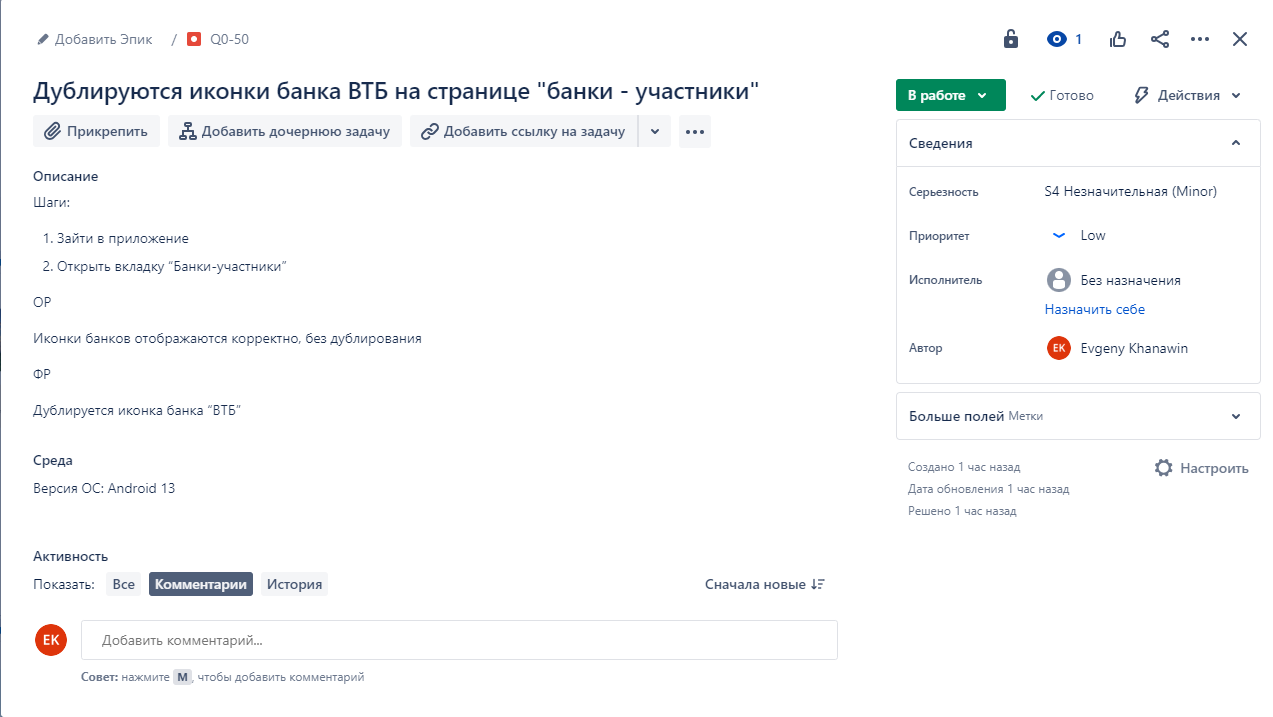 Добавить Эпик / Q0-50
1
Дублируются иконки банка ВТБ на странице "банки - участники"
Прикрепить Добавить дочернюю задачу Добавить ссылку на задачу
Описание
Шаги:
1. Зайти в приложение
2. Открыть вкладку “Банки-участники”
ОР
Иконки банков отображаются корректно, без дублирования
ФР
Дублируется иконка банка “ВТБ”
Среда
Версия ОС: Android 13
Активность
Показать: Все Комментарии История Сначала новые
EK Добавить комментарий...
Совет: нажмите M, чтобы добавить комментарий
В работе Готово Действия
Сведения
Серьезность S4 Незначительная (Minor)
Приоритет Low
Исполнитель Без назначения
Назначить себе
Автор EK Evgeny Khanawin
Больше полей Метки
Создано 1 час назад Настроить
Дата обновления 1 час назад
Решено 1 час назад